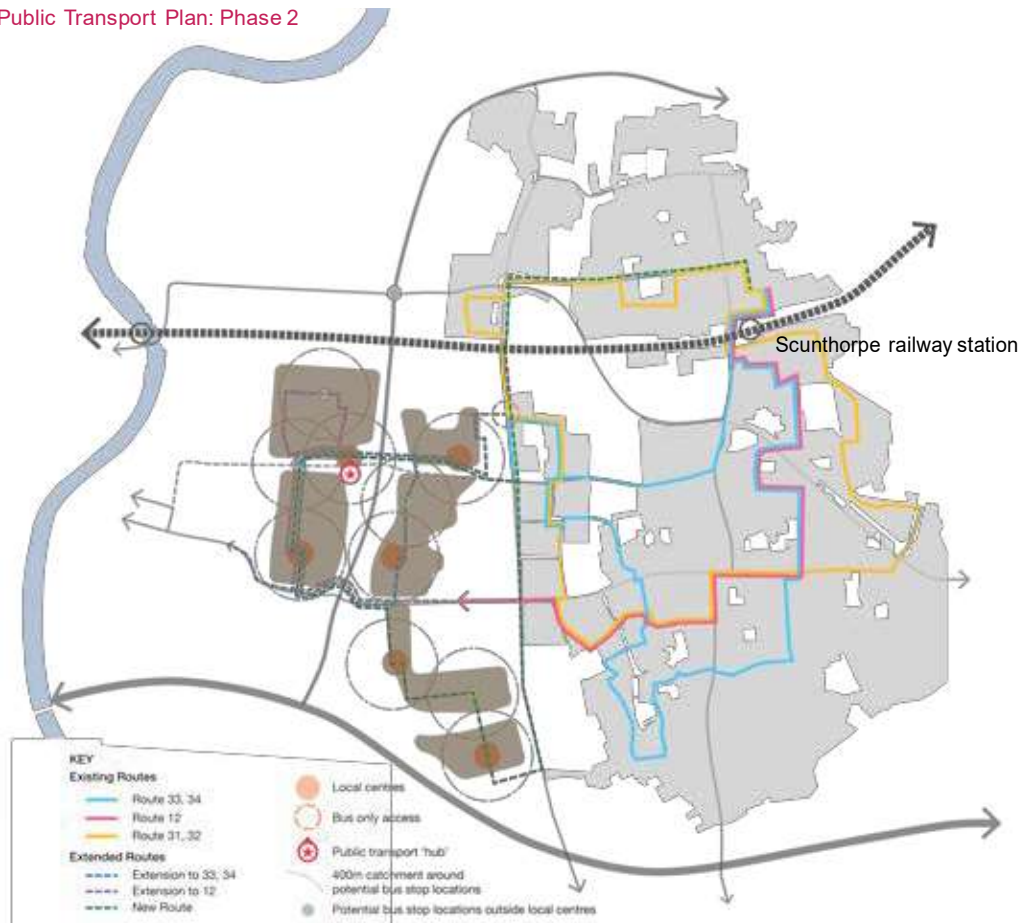 Public Transport Plan: Phase 2
Scunthorpe railway station
KEY
Existing Routes
Route 33, 34
Route 12
Route 31, 32
Extended Routes
Extension to 33, 34
Extension to 12
New Route
Local centres
Bus only access
Public transport 'hub'
400m catchment around
potential bus stop locations
Potential bus stop locations outside local centres